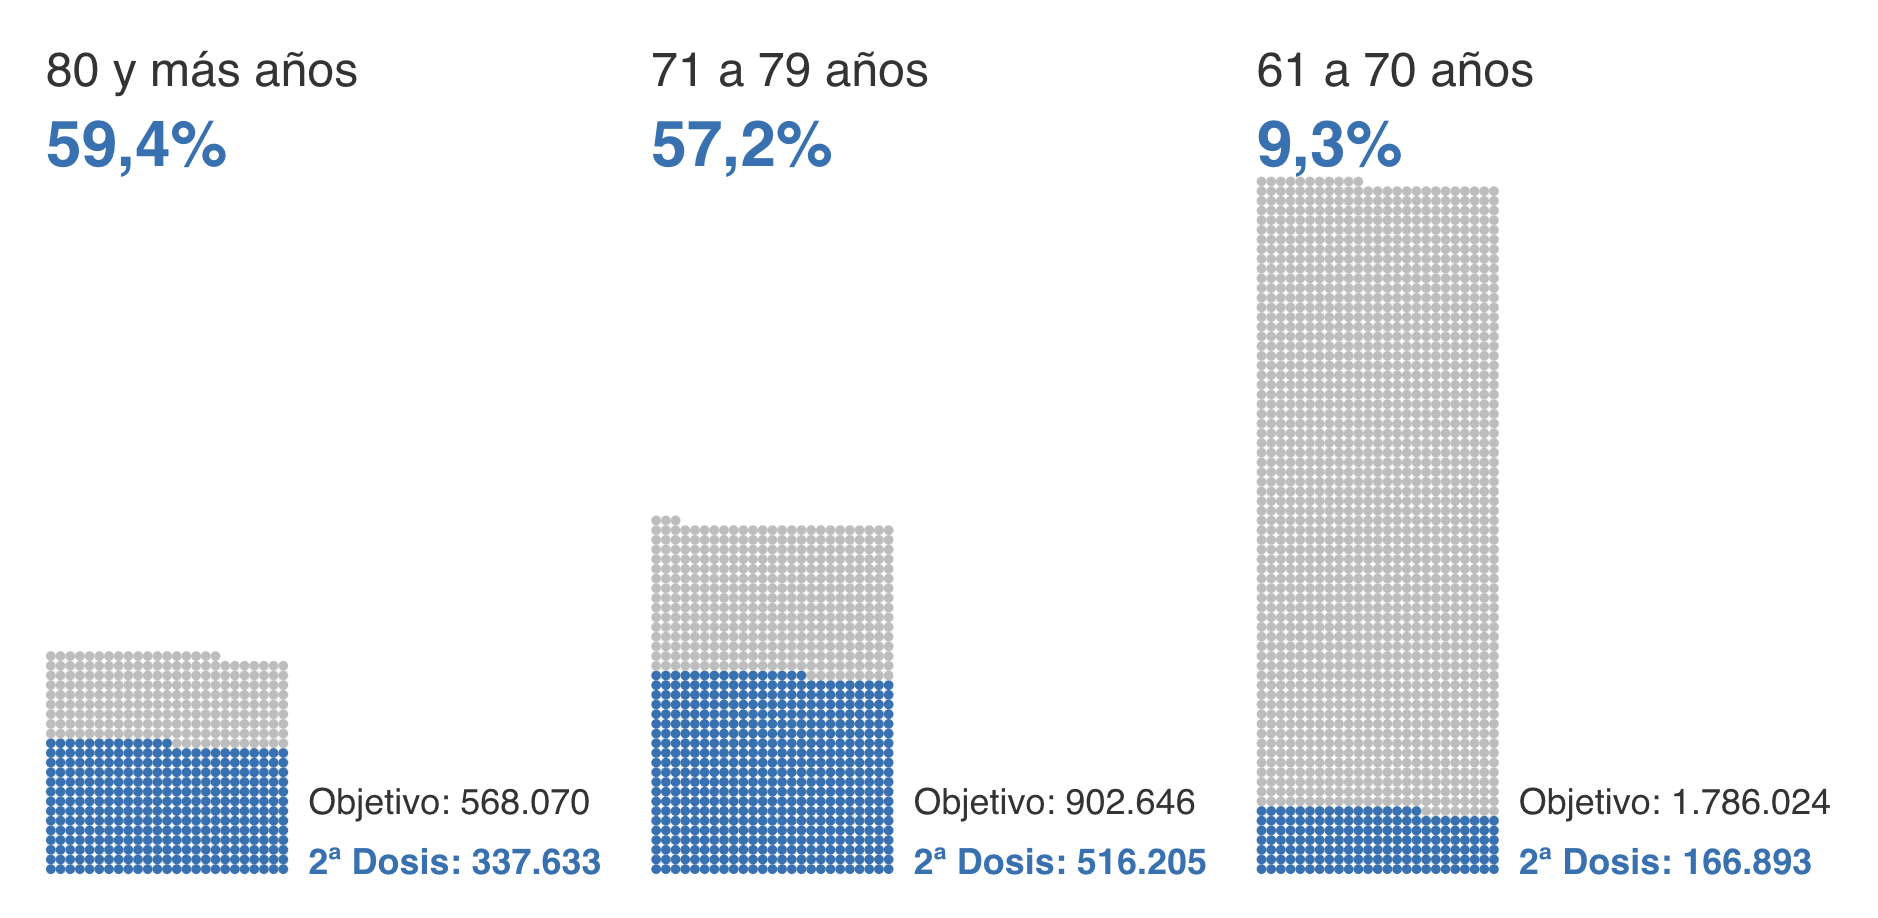 80 y más años
59,4%
Objetivo: 568.070
2ª Dosis: 337.633
71 a 79 años
57,2%
Objetivo: 902.646
2ª Dosis: 516.205
61 a 70 años
9,3%
Objetivo: 1.786.024
2ª Dosis: 166.893